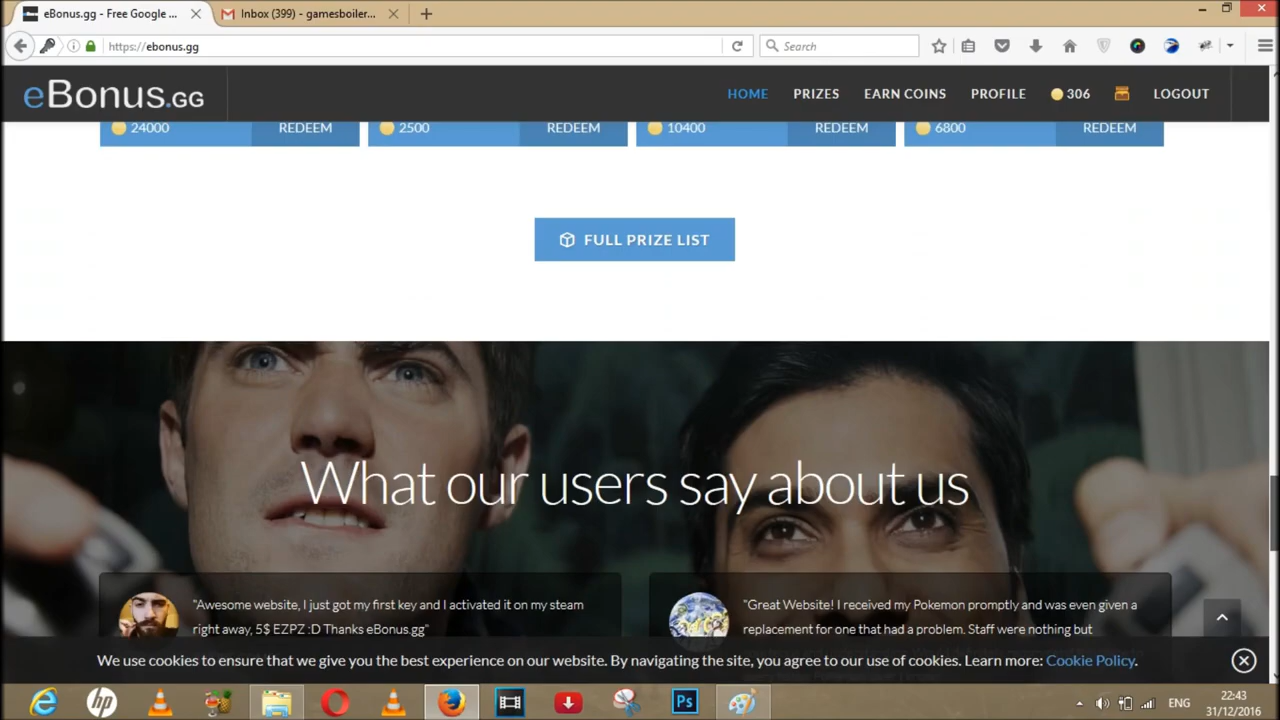 eBonus.gg - Free Google ...
Inbox (399) - gamesboiler...
https://ebonus.gg
Search
eBonus.GG
HOME
PRIZES
EARN COINS
PROFILE
306
LOGOUT
24000 REDEEM
2500 REDEEM
10400 REDEEM
6800 REDEEM
FULL PRIZE LIST
What our users say about us
"Awesome website, I just got my first key and I activated it on my steam
right away, 5$ EZPZ :D Thanks eBonus.gg"
"Great Website! I received my Pokemon promptly and was even given a
replacement for one that had a problem. Staff were nothing but
We use cookies to ensure that we give you the best experience on our website. By navigating the site, you agree to our use of cookies. Learn more: Cookie Policy.
hp
Ps
ENG
22:43
31/12/2016